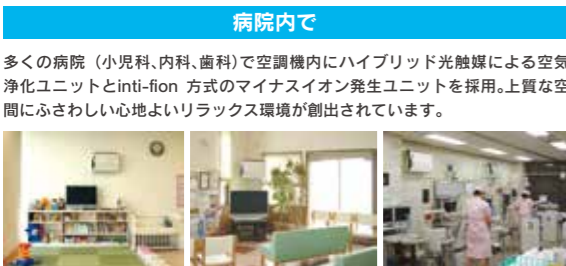 病院内で
多くの病院（小児科、内科、歯科）で空調機内にハイブリッド光触媒による空気
浄化ユニットとinti-fion 方式のマイナスイオン発生ユニットを採用。上質な空
間にふさわしい心地よいリラックス環境が創出されています。